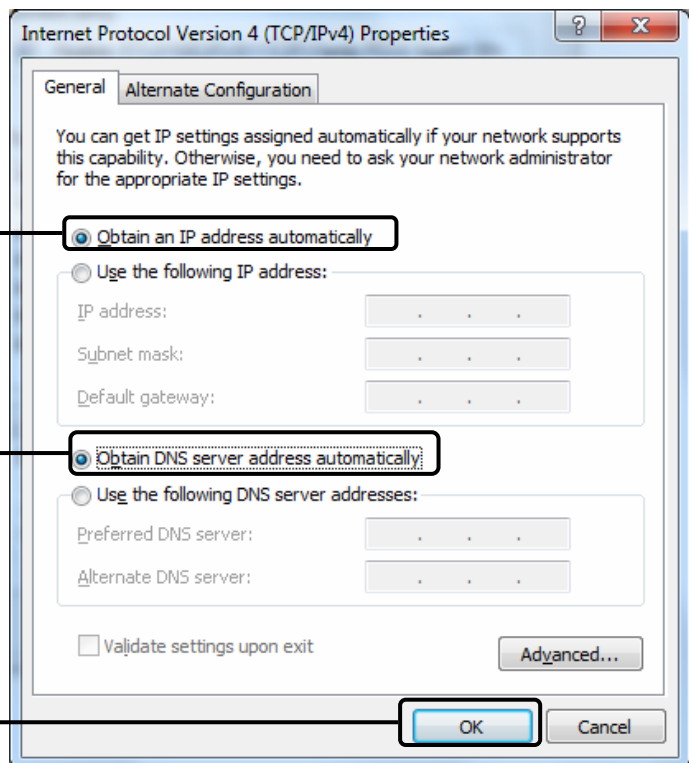 Internet Protocol Version 4 (TCP/IPv4) Properties
?
X
General
Alternate Configuration
You can get IP settings assigned automatically if your network supports
this capability. Otherwise, you need to ask your network administrator
for the appropriate IP settings.
Obtain an IP address automatically
Use the following IP address:
IP address:
. . .
Subnet mask:
. . .
Default gateway:
. . .
Obtain DNS server address automatically
Use the following DNS server addresses:
Preferred DNS server:
. . .
Alternate DNS server:
. . .
Validate settings upon exit
Advanced...
OK
Cancel